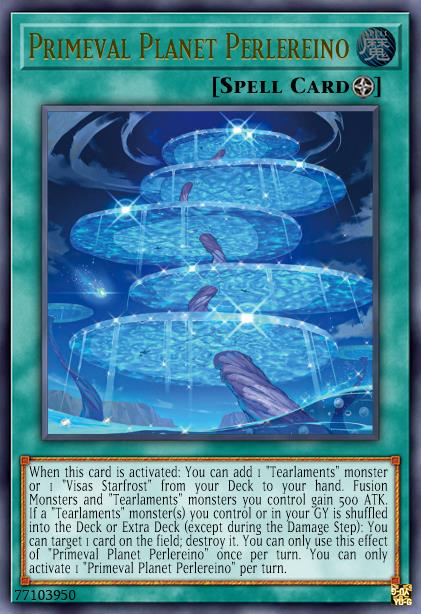 PRIMEVAL PLANET PERLEREINO
魔
[SPELL CARD]
When this card is activated: You can add 1 "Tearlaments" monster
or 1 "Visas Starfrost" from your Deck to your hand. Fusion
Monsters and "Tearlaments" monsters you control gain 500 ATK.
If a "Tearlaments" monster(s) you control or in your GY is shuffled
into the Deck or Extra Deck (except during the Damage Step): You
can target 1 card on the field; destroy it. You can only use this effect
of "Primeval Planet Perlereino" once per turn. You can only
activate 1 "Primeval Planet Perlereino" per turn.
77103950